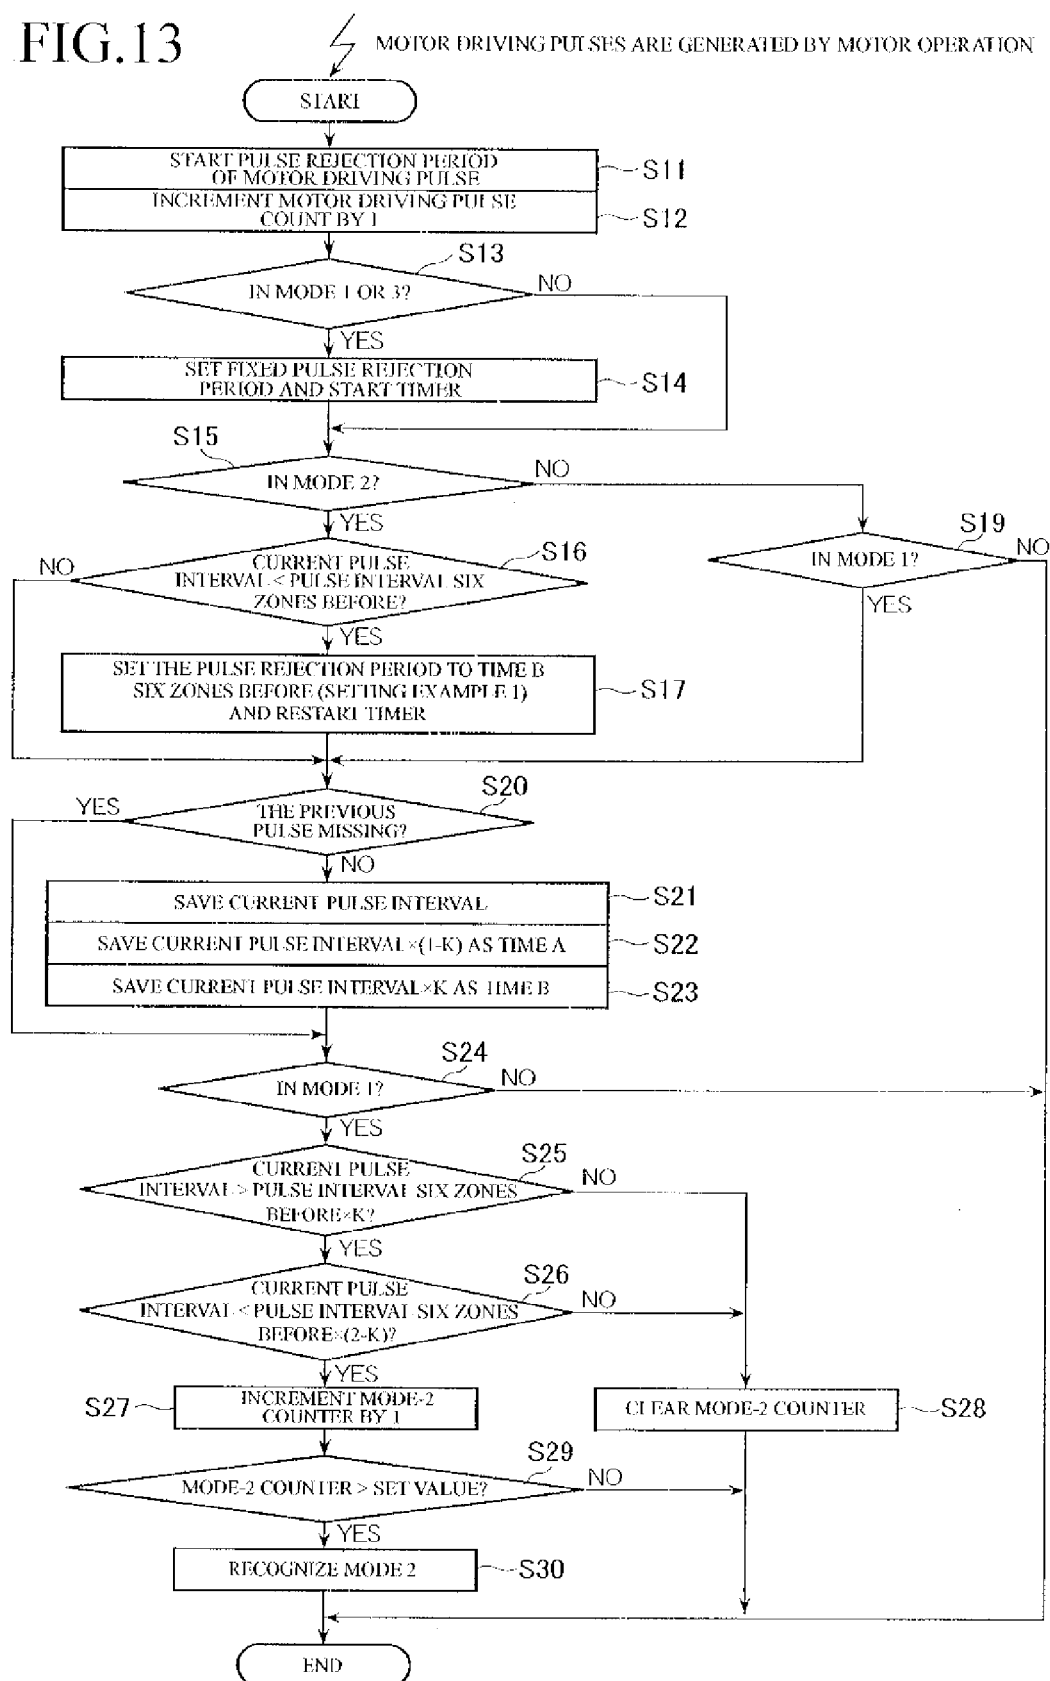 FIG.13
MOTOR DRIVING PULSES ARE GENERATED BY MOTOR OPERATION
START
START PULSE REJECTION PERIOD
OF MOTOR DRIVING PULSE
S11
INCREMENT MOTOR DRIVING PULSE
COUNT BY 1
S12
S13
IN MODE 1 OR 3?
NO
YES
SET FIXED PULSE REJECTION
PERIOD AND START TIMER
S14
S15
IN MODE 2?
NO
YES
S19
IN MODE 1?
NO
YES
S16
CURRENT PULSE
INTERVAL < PULSE INTERVAL SIX
ZONES BEFORE?
NO
YES
SET THE PULSE REJECTION PERIOD TO TIME B
SIX ZONES BEFORE (SETTING EXAMPLE 1)
AND RESTART TIMER
S17
S20
YES
THE PREVIOUS
PULSE MISSING?
NO
SAVE CURRENT PULSE INTERVAL
S21
SAVE CURRENT PULSE INTERVAL×(1-K) AS TIME A
S22
SAVE CURRENT PULSE INTERVAL×K AS TIME B
S23
S24
IN MODE 1?
NO
YES
S25
CURRENT PULSE
INTERVAL > PULSE INTERVAL SIX ZONES
BEFORE×K?
NO
YES
S26
CURRENT PULSE
INTERVAL < PULSE INTERVAL SIX ZONES
BEFORE×(2-K)?
NO
YES
S27
INCREMENT MODE-2
COUNTER BY 1
CLEAR MODE-2 COUNTER
S28
S29
MODE-2 COUNTER > SET VALUE?
NO
YES
RECOGNIZE MODE 2
S30
END